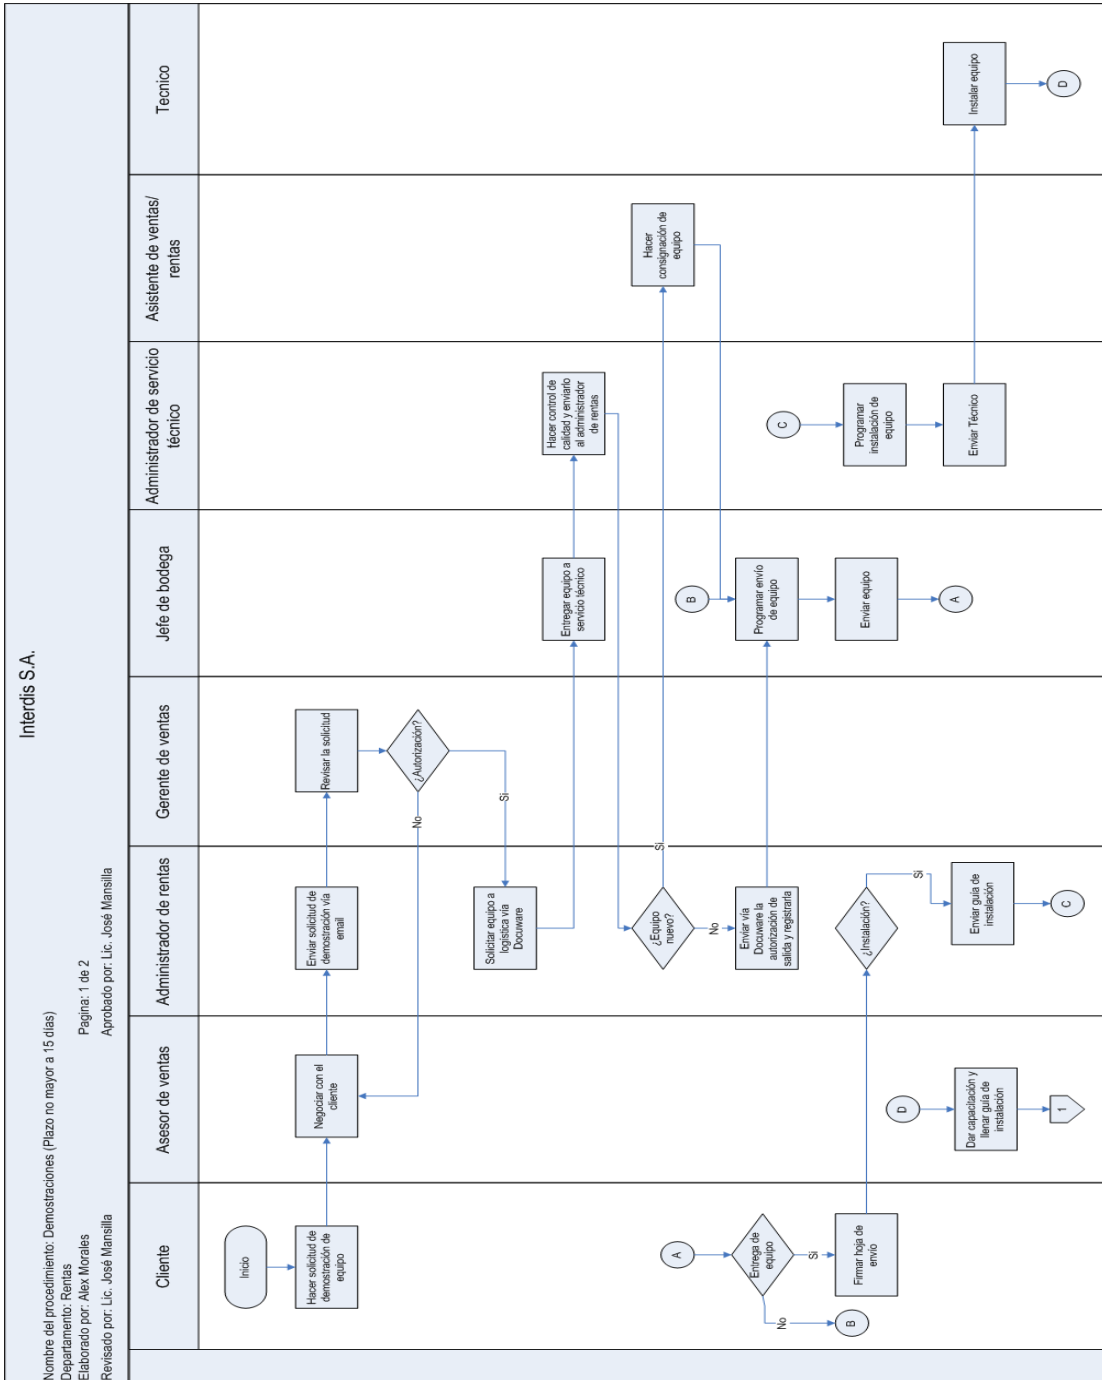 Interdis S.A.
Nombre del procedimiento: Demostraciones (Plazo no mayor a 15 días)
Departamento: Rentas
Elaborado por: Alex Morales
Pagina: 1 de 2
Revisado por: Lic. José Mansilla
Aprobado por: Lic. José Mansilla
Cliente
Asesor de ventas
Administrador de rentas
Gerente de ventas
Jefe de bodega
Administrador de servicio
técnico
Asistente de ventas/
rentas
Tecnico
Inicio
Hacer solicitud de
demostración de
equipo
Negociar con el
cliente
Enviar solicitud de
demostración vía
email
Revisar la solicitud
¿Autorización?
No
Si
Solicitar equipo a
logística vía
Docuware
Entregar equipo a
servicio técnico
Hacer control de
calidad y enviarlo
al administrador
de rentas
¿Equipo
nuevo?
Si
No
Hacer
consignación de
equipo
Enviar vía
Docuware la
autorización de
salida y registrarla
B
Programar envío
de equipo
Enviar equipo
A
A
Entrega de
equipo
No
Si
B
Firmar hoja de
envío
¿Instalación?
Si
Enviar guía de
instalación
C
C
Programar
instalación de
equipo
Enviar Técnico
Instalar equipo
D
D
Dar capacitación y
llenar guía de
instalación
1